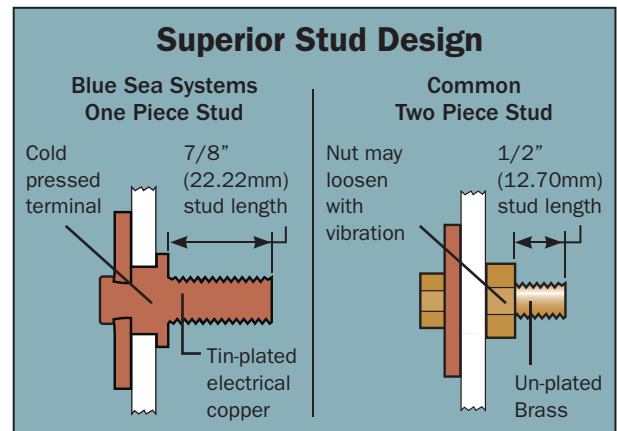 Superior Stud Design
Blue Sea Systems
One Piece Stud
Cold
pressed
terminal
7/8"
(22.22mm)
stud length
Tin-plated
electrical
copper
Common
Two Piece Stud
Nut may
loosen
with
vibration
1/2"
(12.70mm)
stud length
Un-plated
Brass